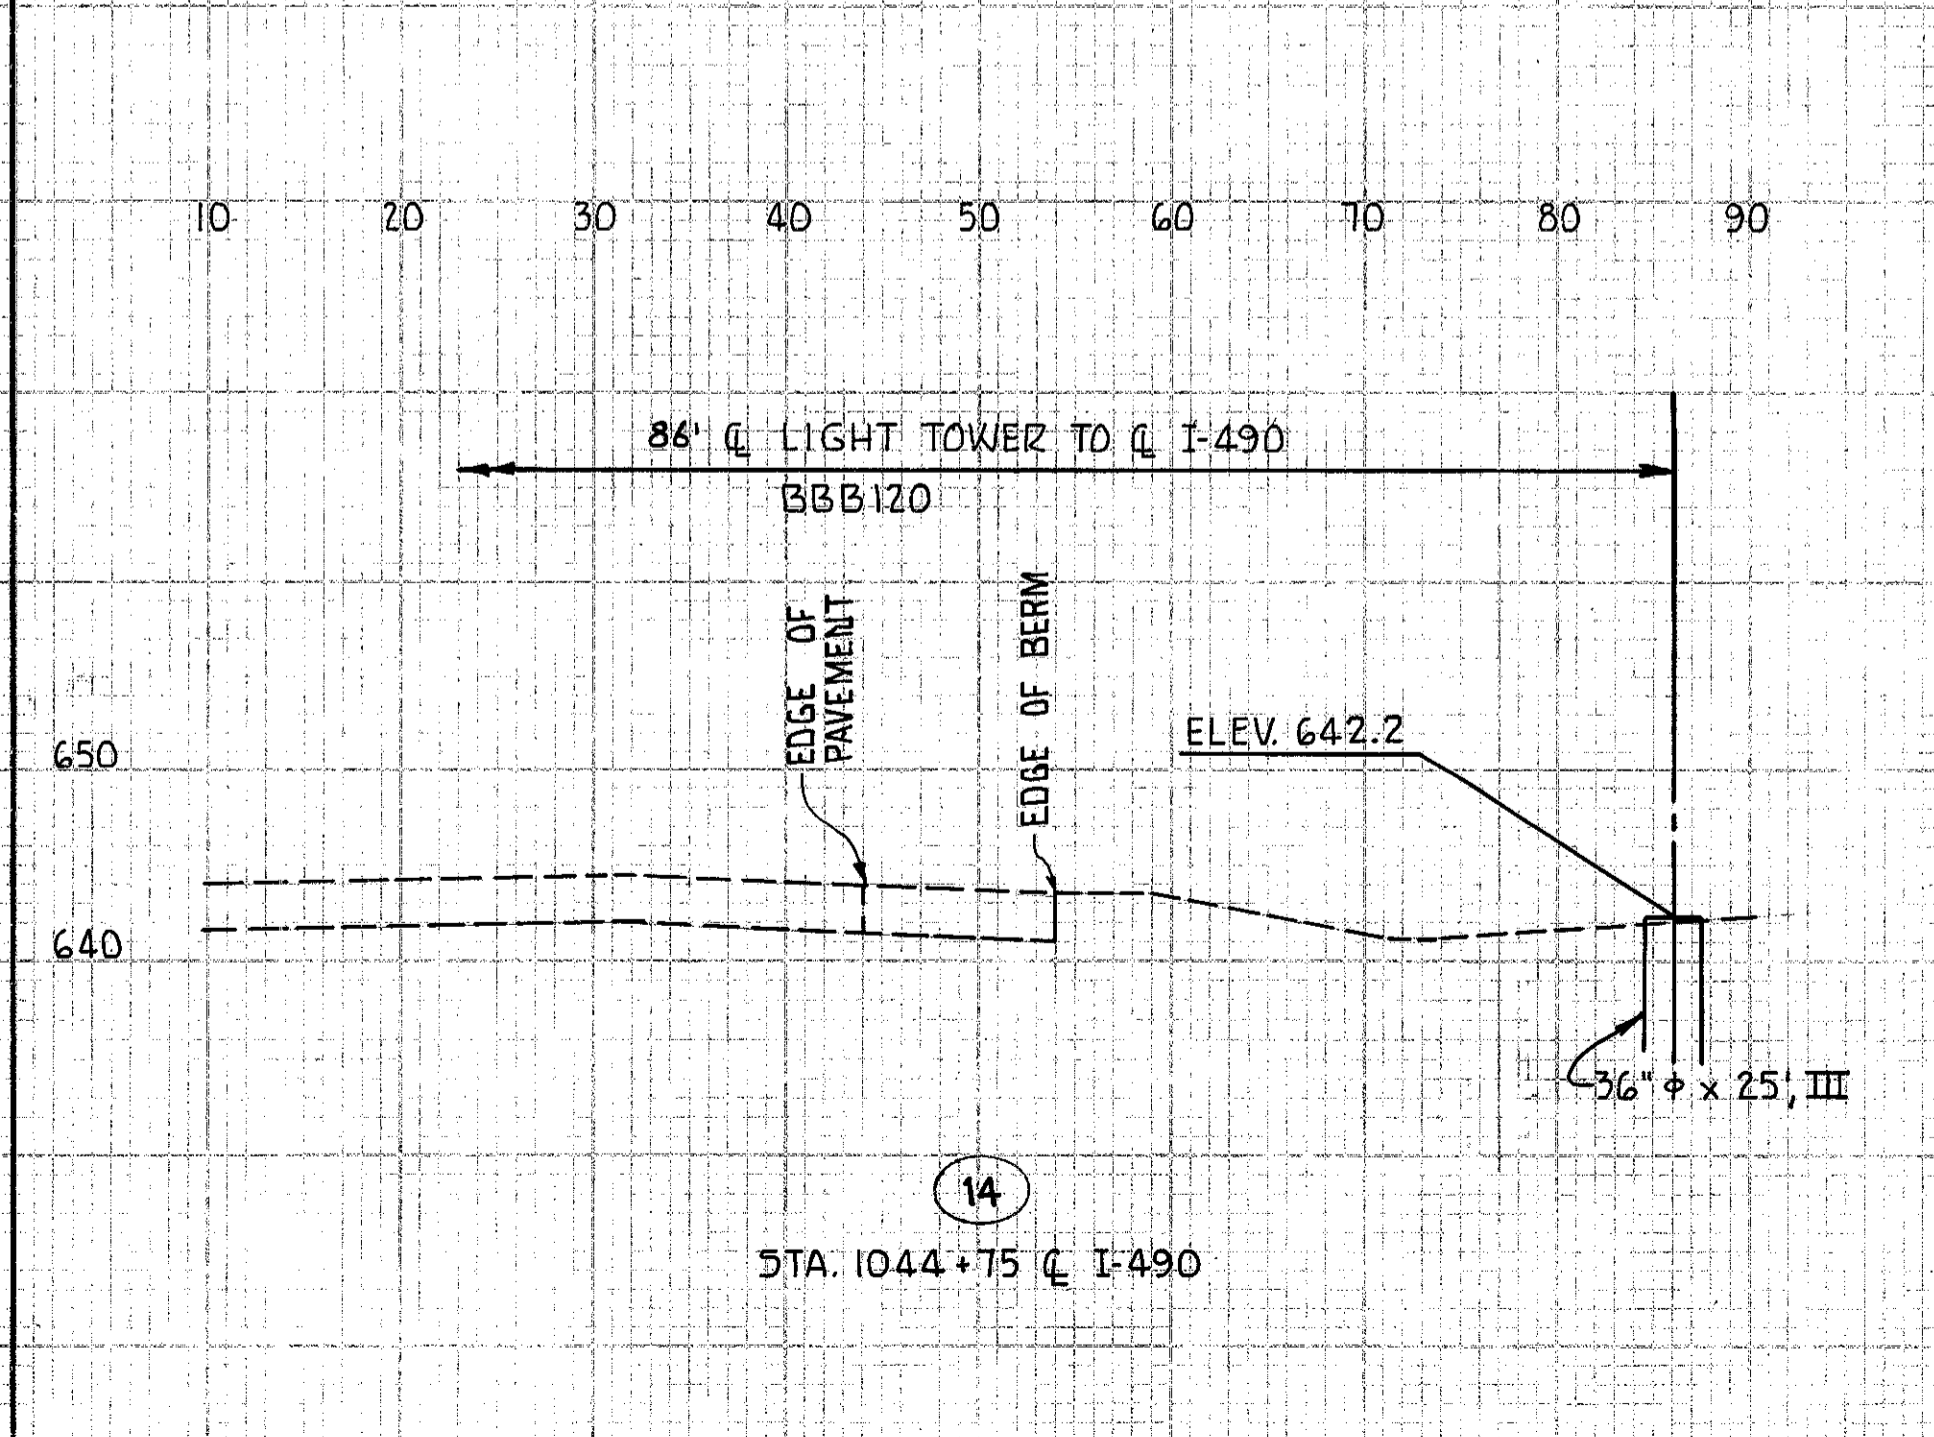 10 20 30 40 50 60 70 80 90
86' ℄ LIGHT TOWER TO ℄ I-490
BBB120
EDGE OF
PAVEMENT
EDGE OF BERM
ELEV. 642.2
650
640
36" ϕ x 25', III
14
STA. 1044+75 ℄ I-490